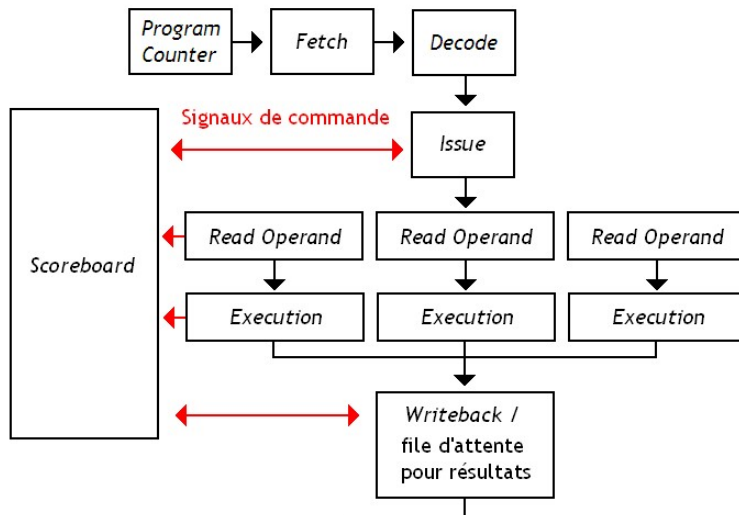 Program
Counter
Fetch
Decode
Signaux de commande
Issue
Scoreboard
Read Operand
Read Operand
Read Operand
Execution
Execution
Execution
Writeback /
file d'attente
pour résultats